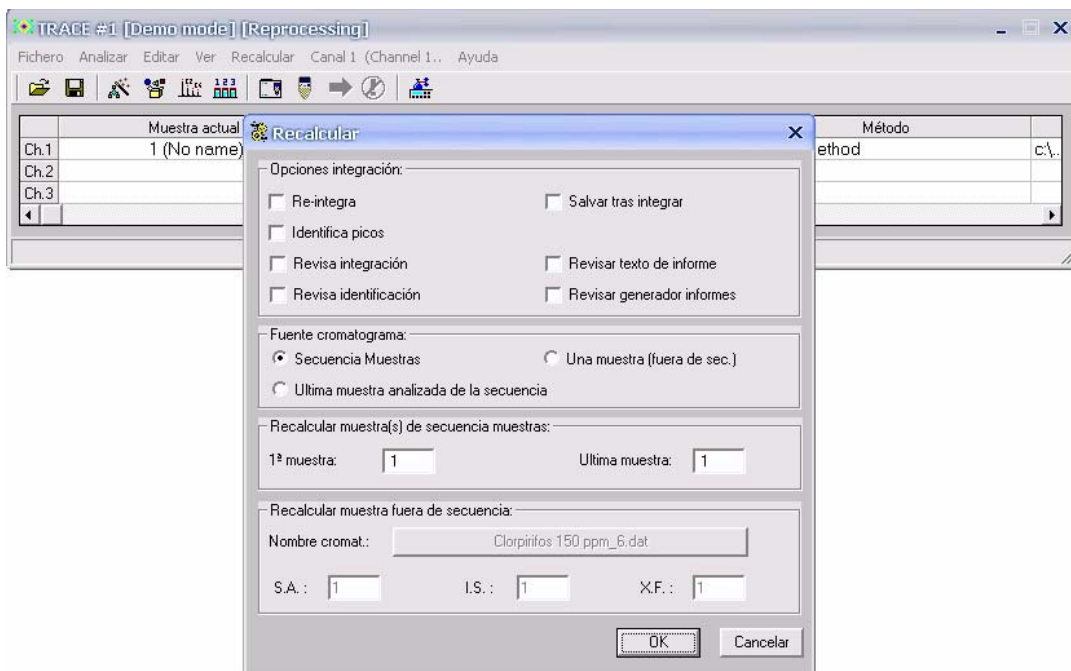 TRACE #1 [Demo mode] [Reprocessing]
Fichero Analizar Editar Ver Recalcular Canal 1 (Channel 1.. Ayuda
Muestra actual Método
Ch.1 1 (No name) ethod c:\..
Ch.2
Ch.3
Recalcular
Opciones integración:
Re-integra Salvar tras integrar
Identifica picos
Revisa integración Revisar texto de informe
Revisa identificación Revisar generador informes
Fuente cromatograma:
Secuencia Muestras Una muestra (fuera de sec.)
Ultima muestra analizada de la secuencia
Recalcular muestra(s) de secuencia muestras:
1ª muestra: 1 Ultima muestra: 1
Recalcular muestra fuera de secuencia:
Nombre cromat.: Clorpirifos 150 ppm_6.dat
S.A. : 1 I.S. : 1 X.F. : 1
OK Cancelar